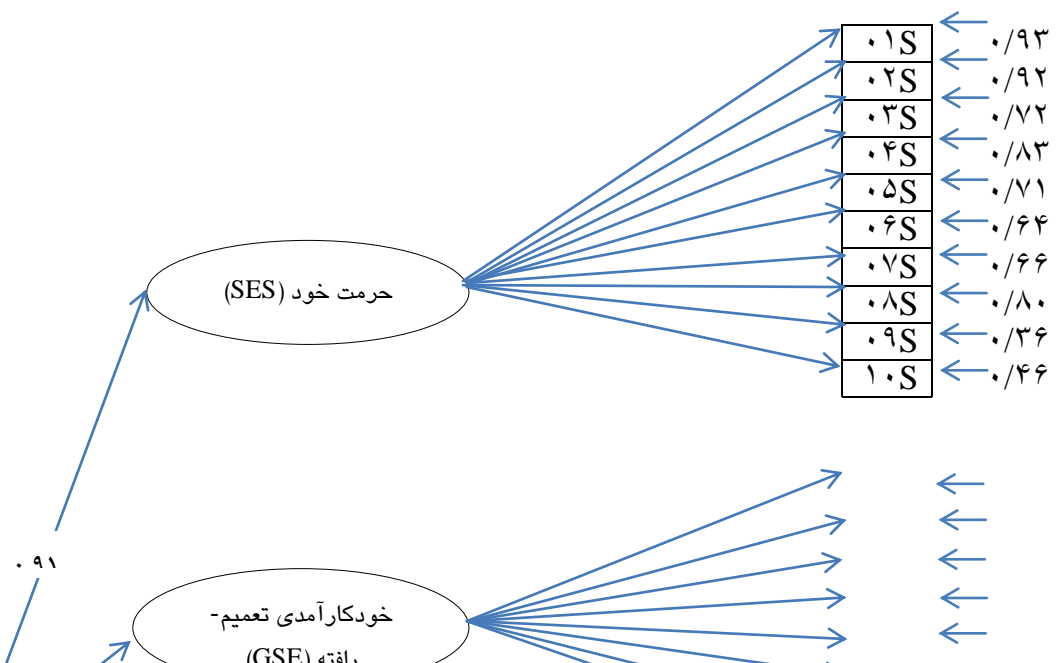 ۰۱S ۰/۹۳
۰۲S ۰/۹۲
۰۳S ۰/۷۲
۰۴S ۰/۸۳
۰۵S ۰/۷۱
۰۶S ۰/۶۴
۰۷S ۰/۶۶
۰۸S ۰/۸۰
۰۹S ۰/۳۶
۱۰S ۰/۴۶
حرمت خود (SES)
۰ ۹۱
خودکارآمدی تعمیم-
(GSE)